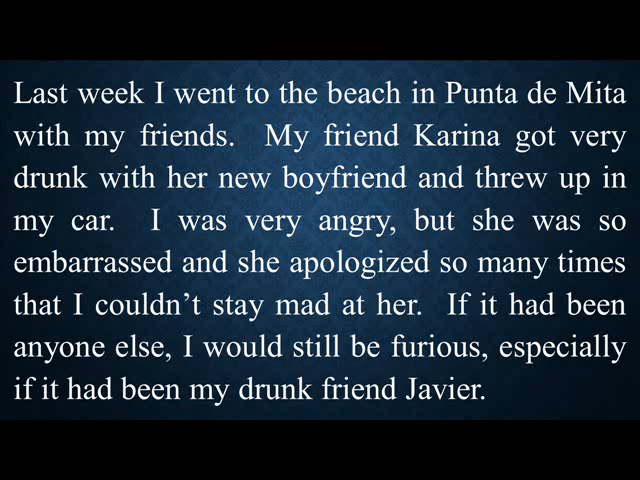 Last week I went to the beach in Punta de Mita
with my friends.  My friend Karina got very
drunk with her new boyfriend and threw up in
my car.  I was very angry, but she was so
embarrassed and she apologized so many times
that I couldn’t stay mad at her.  If it had been
anyone else, I would still be furious, especially
if it had been my drunk friend Javier.